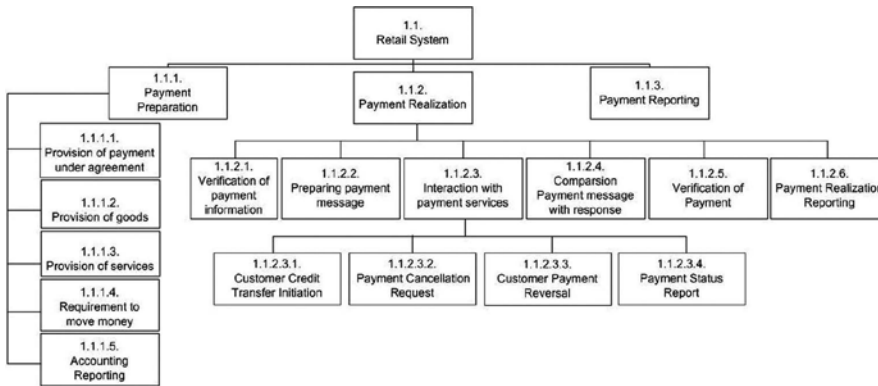 1.1.
Retail System
1.1.1.
Payment
Preparation
1.1.2.
Payment Realization
1.1.3.
Payment Reporting
1.1.1.1.
Provision of payment
under agreement
1.1.1.2.
Provision of goods
1.1.1.3.
Provision of services
1.1.1.4.
Requirement to
move money
1.1.1.5.
Accounting
Reporting
1.1.2.1.
Verification of
payment
information
1.1.2.2.
Preparing payment
message
1.1.2.3.
Interaction with
payment services
1.1.2.4.
Comparsion
Payment message
with response
1.1.2.5.
Verification of
Payment
1.1.2.6.
Payment Realization
Reporting
1.1.2.3.1.
Customer Credit
Transfer Initiation
1.1.2.3.2.
Payment Cancellation
Request
1.1.2.3.3.
Customer Payment
Reversal
1.1.2.3.4.
Payment Status
Report